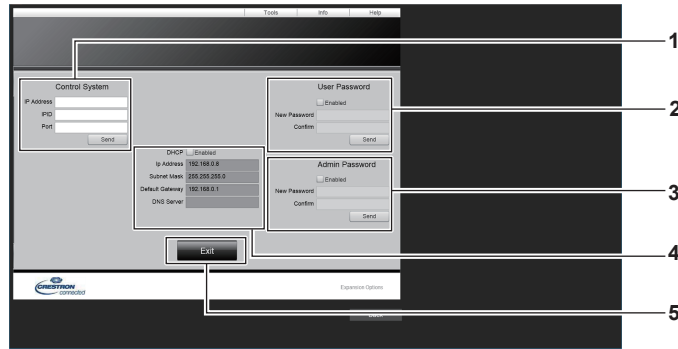 Tools Info Help
1
Control System
IP Address
IPID
Port
Send
User Password
Enabled
New Password
Confirm
Send
2
DHCP Enabled
Ip Address 192.168.0.8
Subnet Mask 255.255.255.0
Default Gateway 192.168.0.1
DNS Server
Admin Password
Enabled
New Password
Confirm
Send
3
4
Exit
CRESTRON
connected
Expansion Options
5
Back